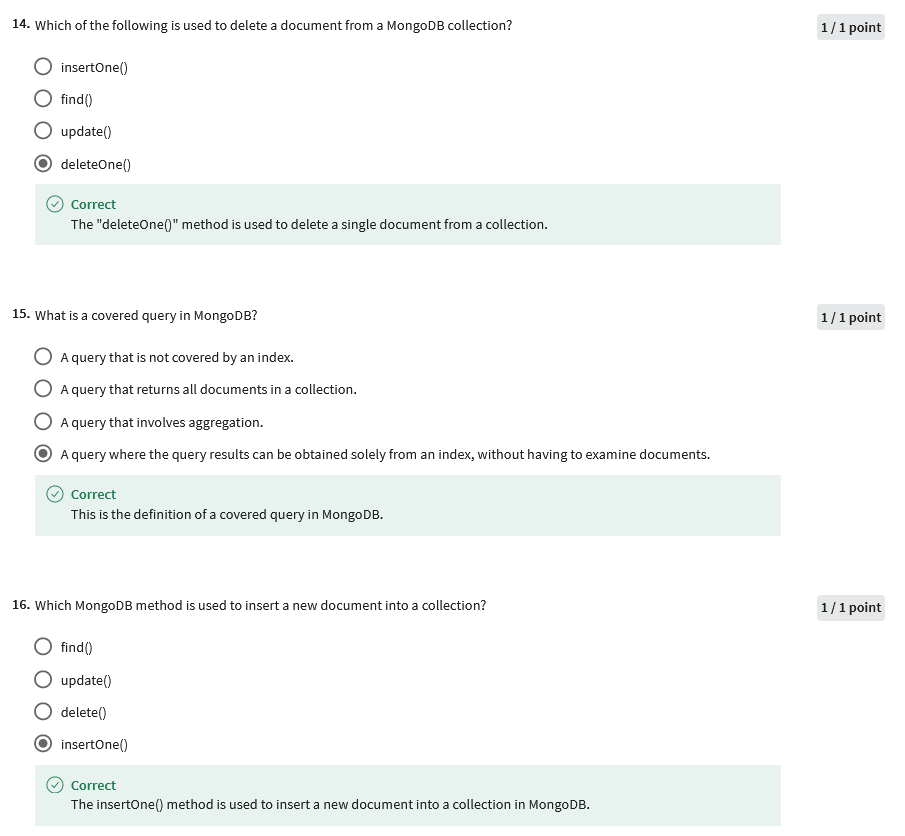 14. Which of the following is used to delete a document from a MongoDB collection?
1 / 1 point
insertOne()
find()
update()
deleteOne()
Correct
The "deleteOne()" method is used to delete a single document from a collection.
15. What is a covered query in MongoDB?
1 / 1 point
A query that is not covered by an index.
A query that returns all documents in a collection.
A query that involves aggregation.
A query where the query results can be obtained solely from an index, without having to examine documents.
Correct
This is the definition of a covered query in MongoDB.
16. Which MongoDB method is used to insert a new document into a collection?
1 / 1 point
find()
update()
delete()
insertOne()
Correct
The insertOne() method is used to insert a new document into a collection in MongoDB.